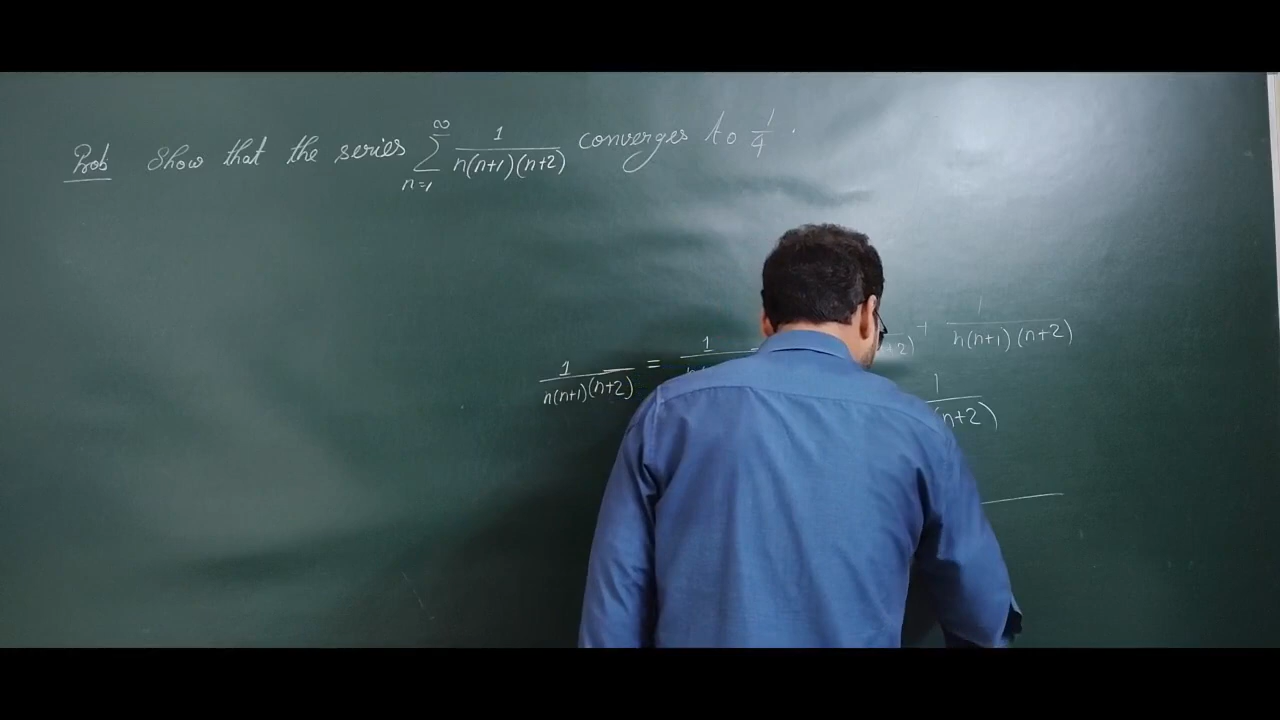 Prob Show that the series ∑_{n=1}^{∞} 1/(n(n+1)(n+2)) converges to 1/4.
1/(n(n+1)(n+2)) = 1/ +2) + 1/(n(n+1)(n+2))
1/ (n+2)